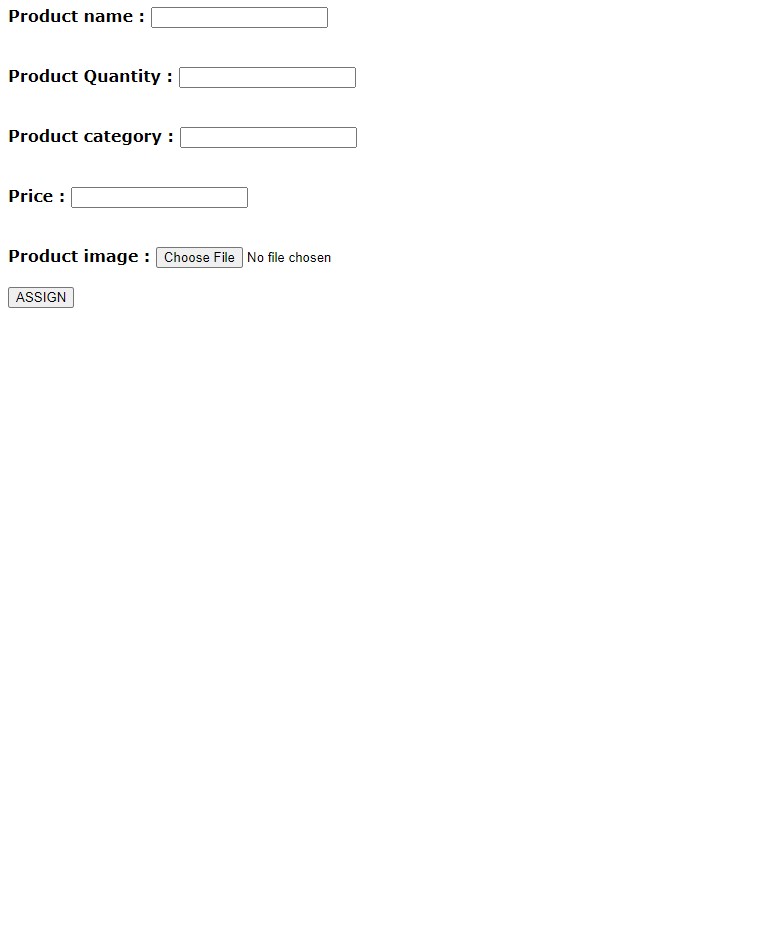 Product name :
Product Quantity :
Product category :
Price :
Product image : Choose File No file chosen
ASSIGN